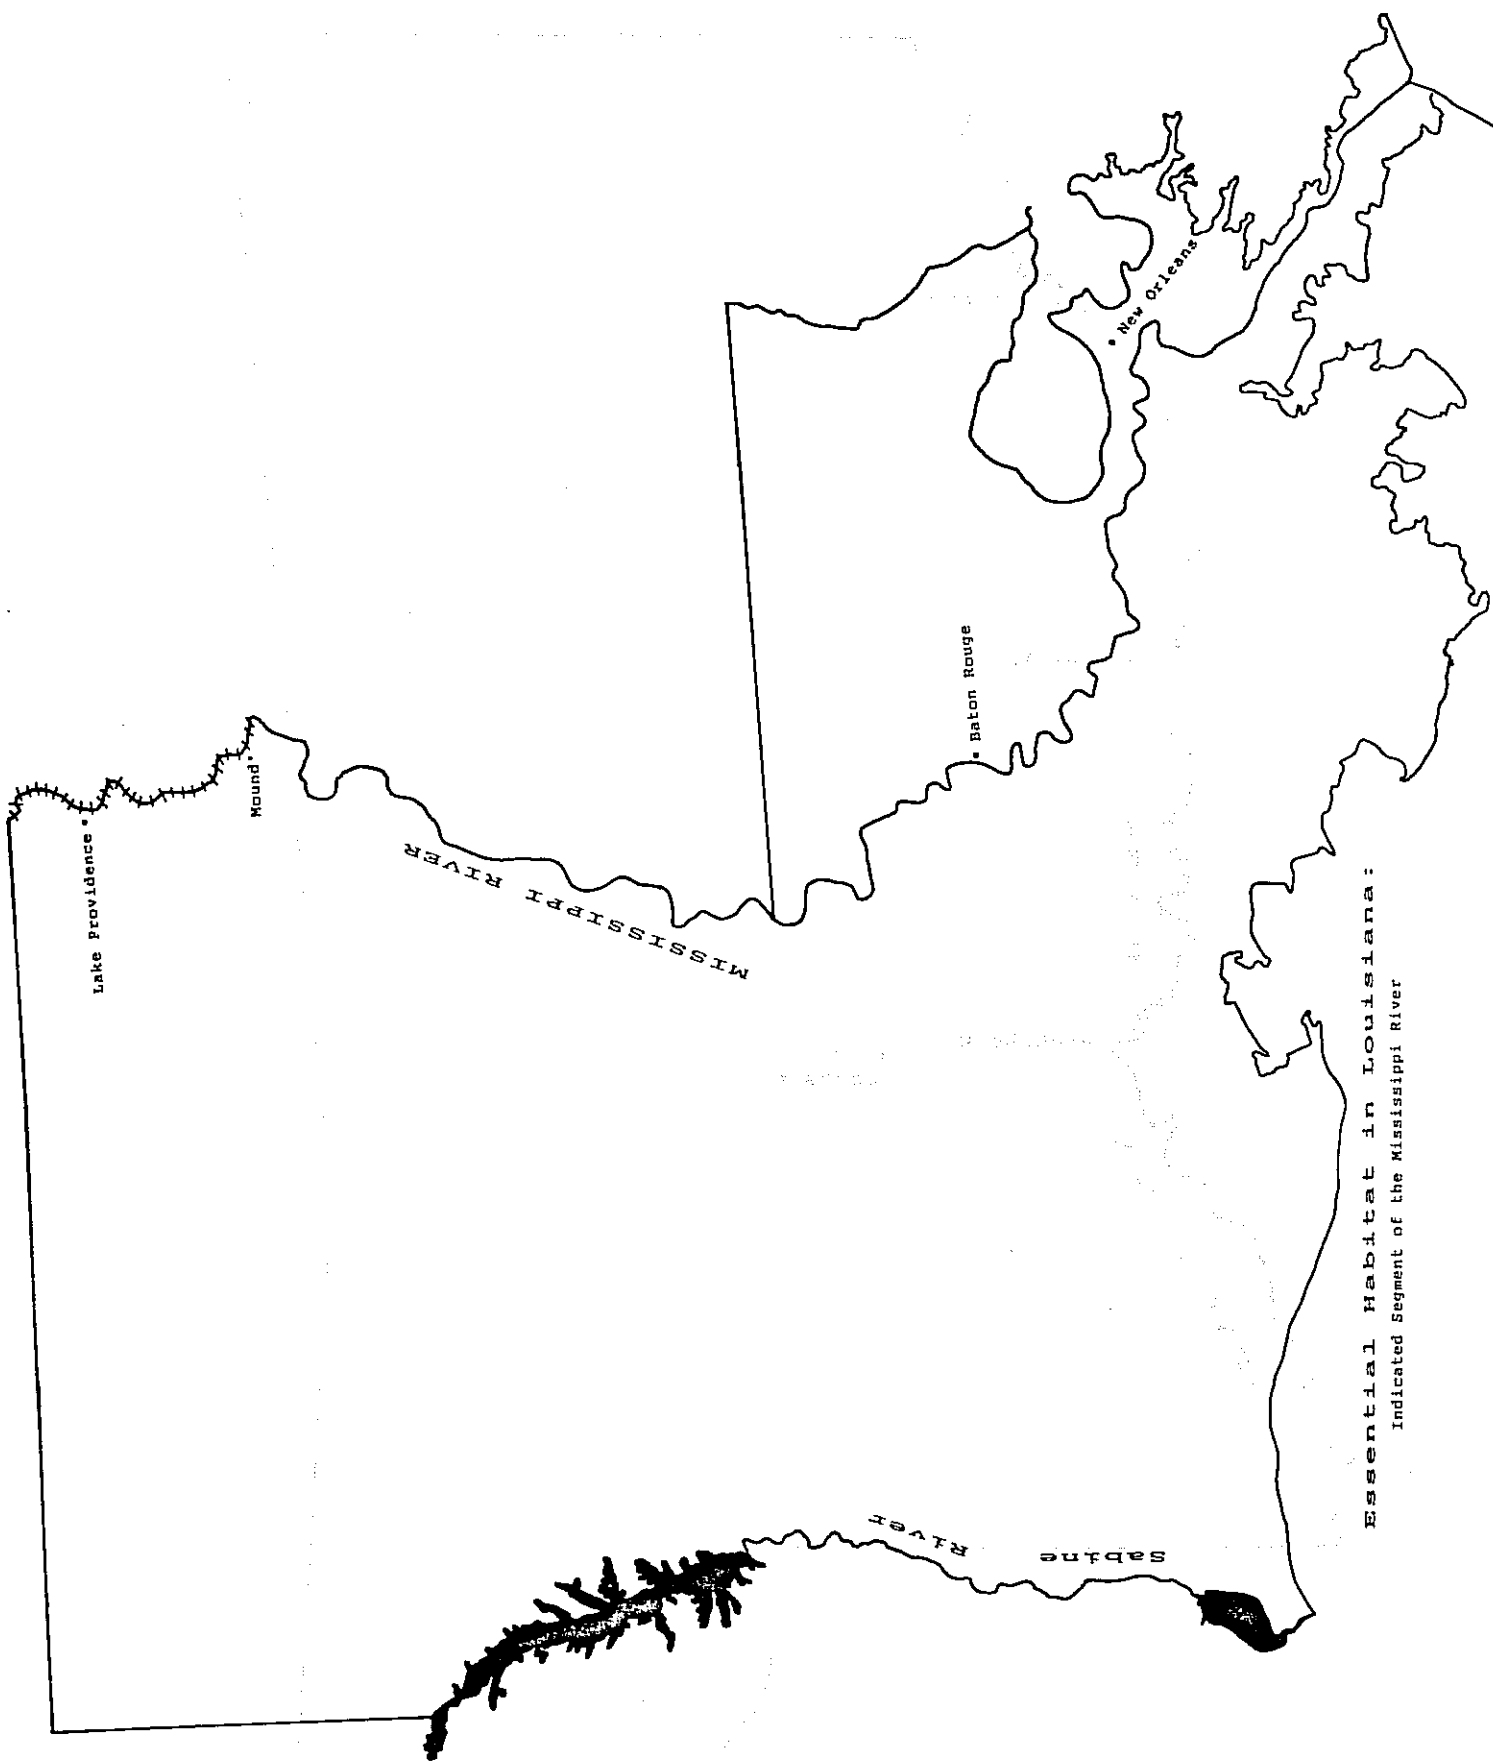 Lake Providence
Mound
MISSISSIPPI RIVER
Baton Rouge
New Orleans
Sabine
River
Essential Habitat in Louisiana:
Indicated Segment of the Mississippi River